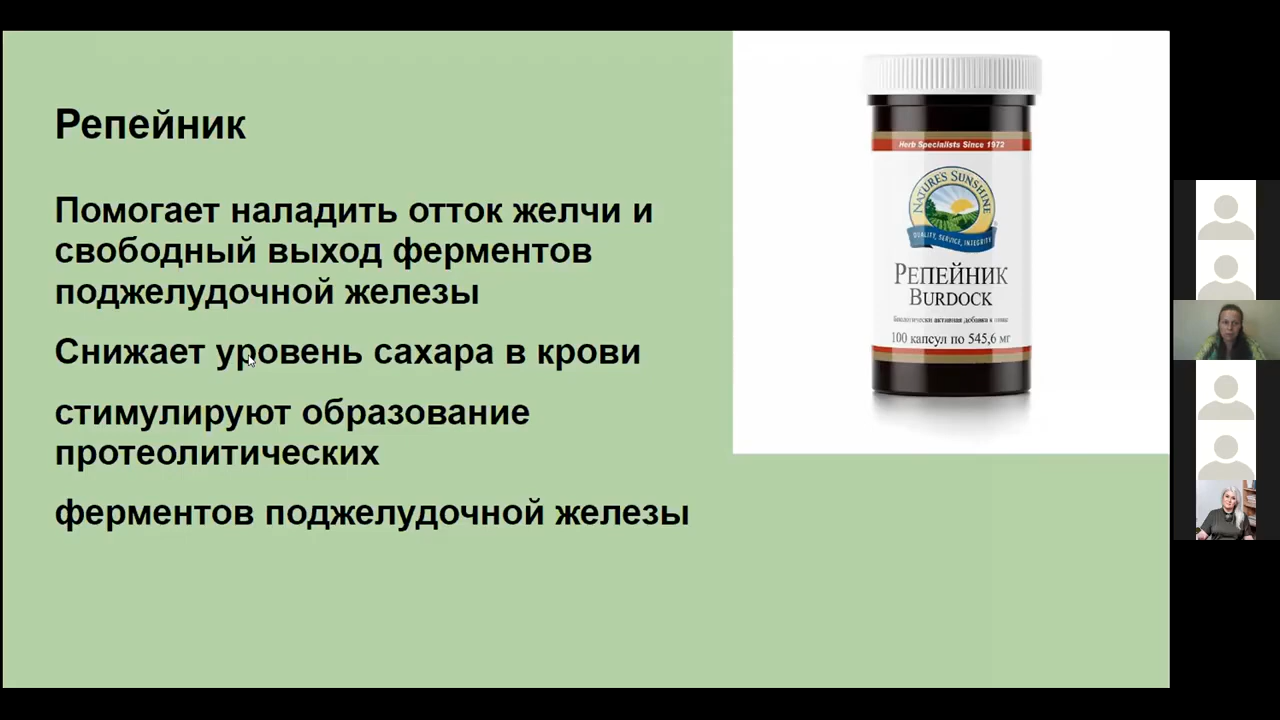 Репейник
Помогает наладить отток желчи и
свободный выход ферментов
поджелудочной железы
Снижает уровень сахара в крови
стимулируют образование
протеолитических
ферментов поджелудочной железы
Herb Specialists Since 1972
NATURE'S SUNSHINE
QUALITY, SERVICE, INTEGRITY
РЕПЕЙНИК
BURDOCK
биологически активная добавка к пище
100 капсул по 545,6 мг